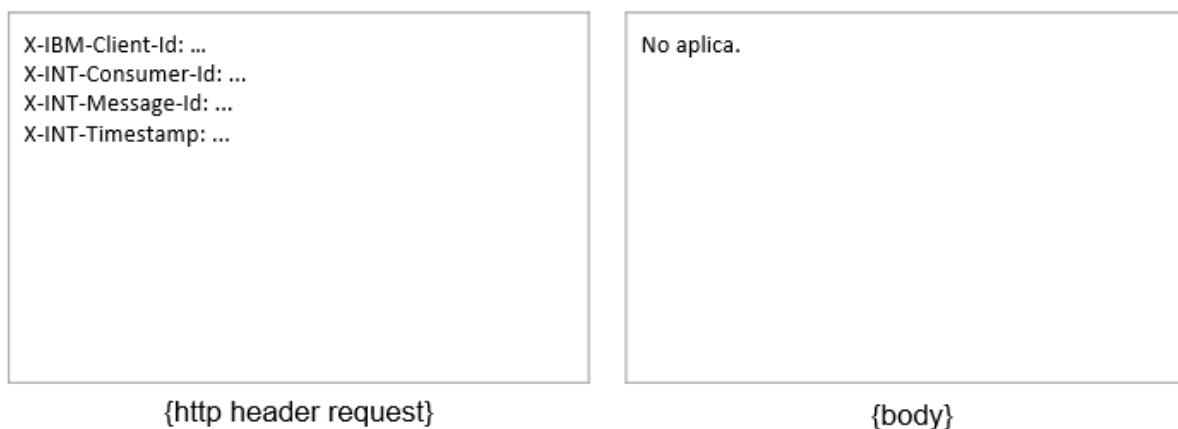 X-IBM-Client-Id: ...
X-INT-Consumer-Id: ...
X-INT-Message-Id: ...
X-INT-Timestamp: ...
{http header request}
No aplica.
{body}